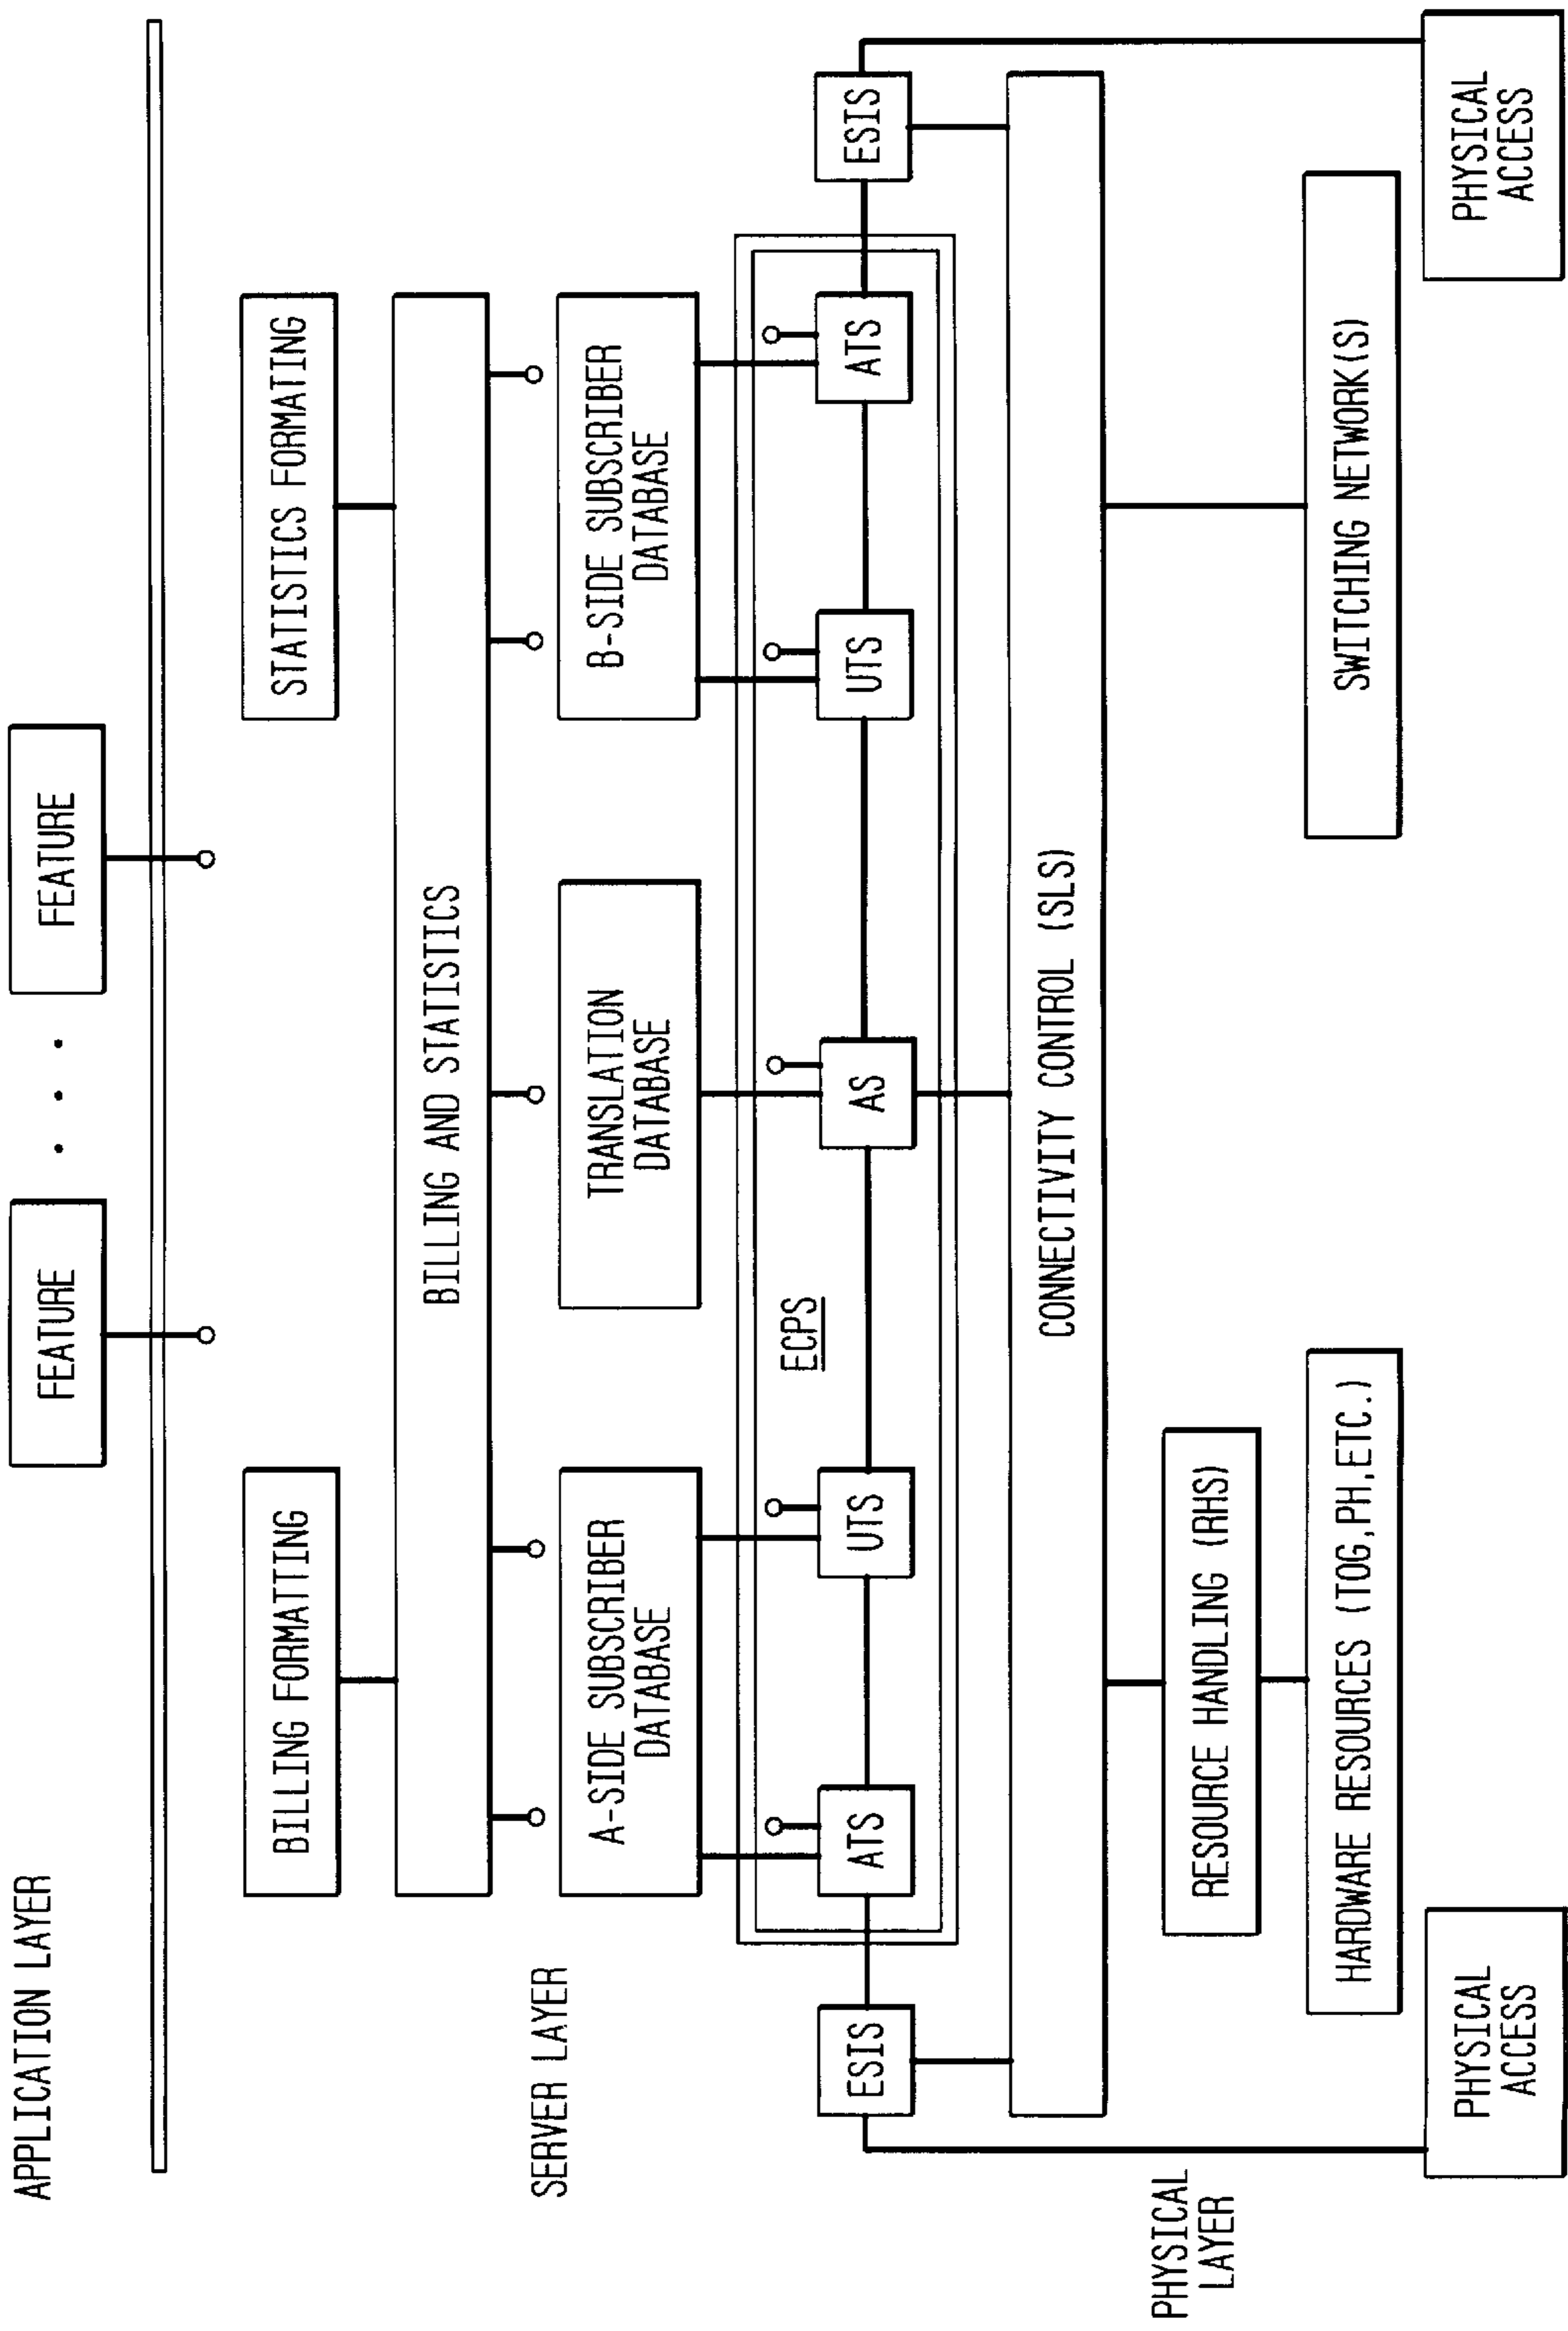 APPLICATION LAYER
FEATURE
. . .
FEATURE
BILLING FORMATTING
STATISTICS FORMATING
BILLING AND STATISTICS
SERVER LAYER
A-SIDE SUBSCRIBER
DATABASE
TRANSLATION
DATABASE
B-SIDE SUBSCRIBER
DATABASE
ECPS
ESIS
ATS
UTS
AS
UTS
ATS
ESIS
CONNECTIVITY CONTROL (SLS)
PHYSICAL
LAYER
RESOURCE HANDLING (RHS)
HARDWARE RESOURCES (TOG,PH,ETC.)
SWITCHING NETWORK(S)
PHYSICAL
ACCESS
PHYSICAL
ACCESS